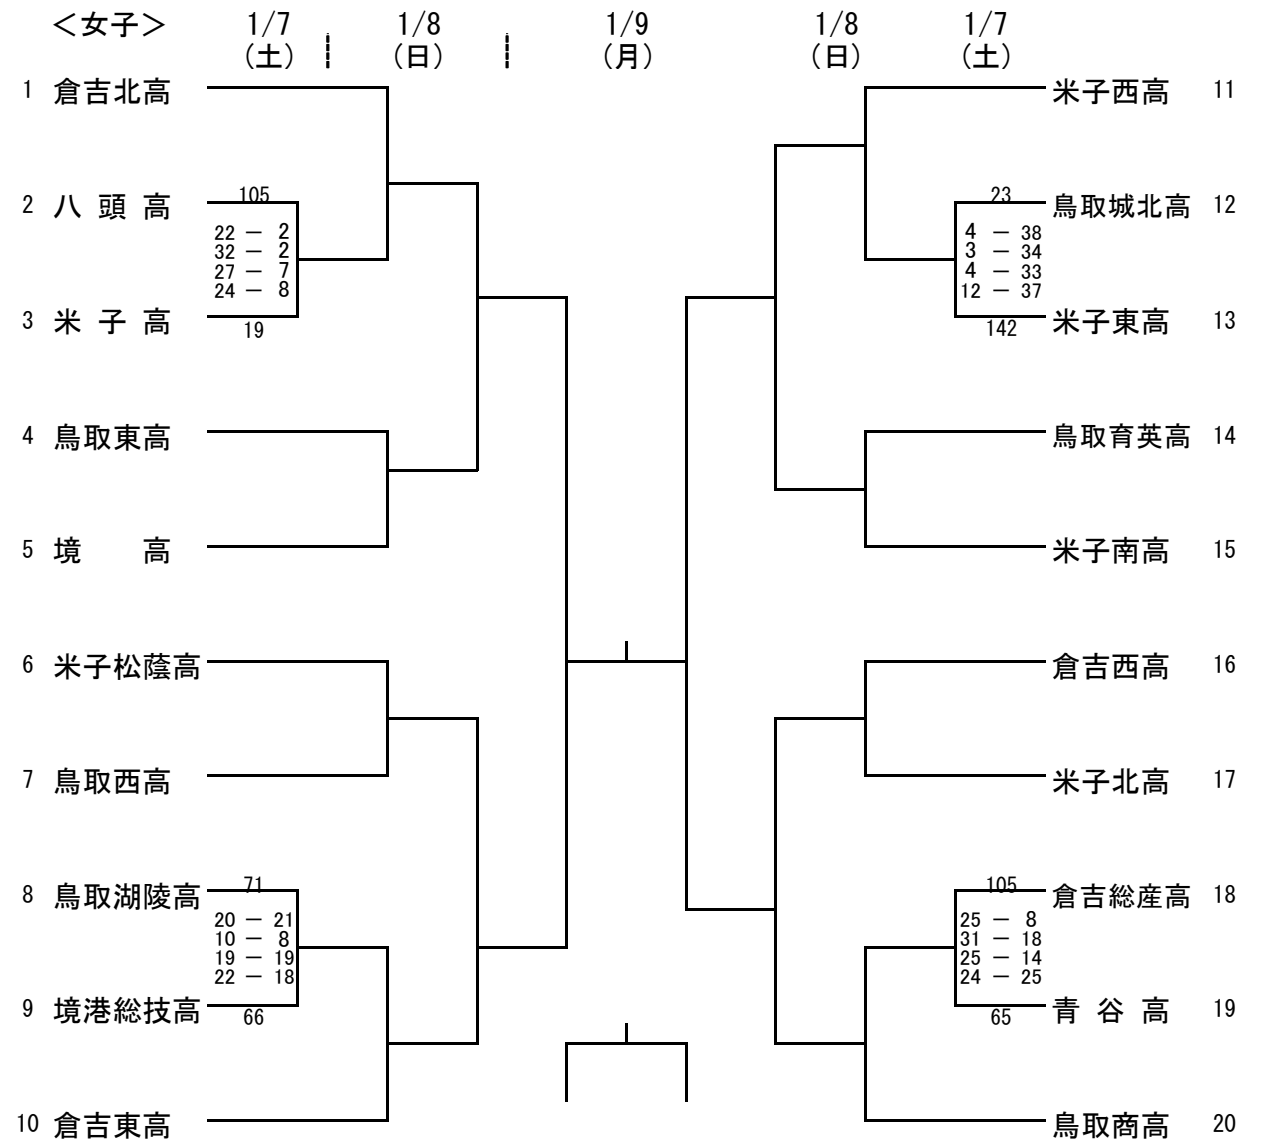 ＜女子＞ 1/7 1/8 1/9 1/8 1/7
（土） （日） （月） （日） （土）
1 倉吉北高
2 八頭高
105
22 － 2
32 － 2
27 － 7
24 － 8
3 米子高
19
4 鳥取東高
5 境高
6 米子松蔭高
7 鳥取西高
8 鳥取湖陵高
71
20 － 21
10 － 8
19 － 19
22 － 18
9 境港総技高
66
10 倉吉東高
米子西高 11
23
鳥取城北高 12
4 － 38
3 － 34
4 － 33
12 － 37
米子東高 13
142
鳥取育英高 14
米子南高 15
倉吉西高 16
米子北高 17
105
倉吉総産高 18
25 － 8
31 － 18
25 － 14
24 － 25
青谷高 19
65
鳥取商高 20